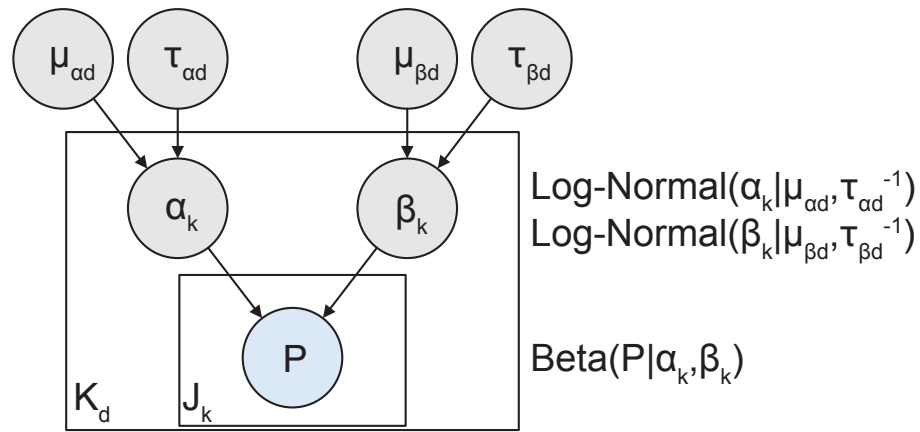 μαd ταd μβd τβd
αk βk
Log-Normal(αk|μαd,ταd-1)
Log-Normal(βk|μβd,τβd-1)
P
Beta(P|αk,βk)
Kd Jk